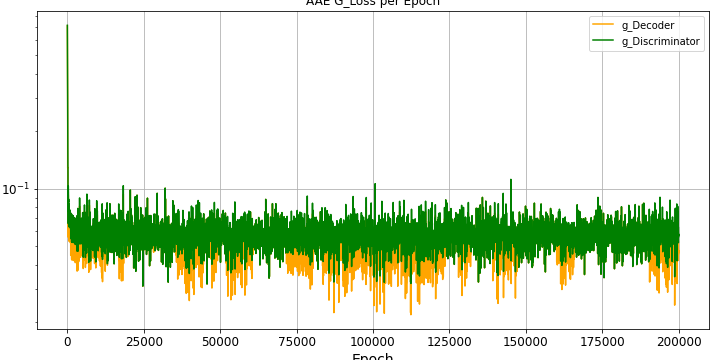 AAE G_Loss per Epoch
g_Decoder
g_Discriminator
10⁻¹
0 25000 50000 75000 100000 125000 150000 175000 200000
Epoch